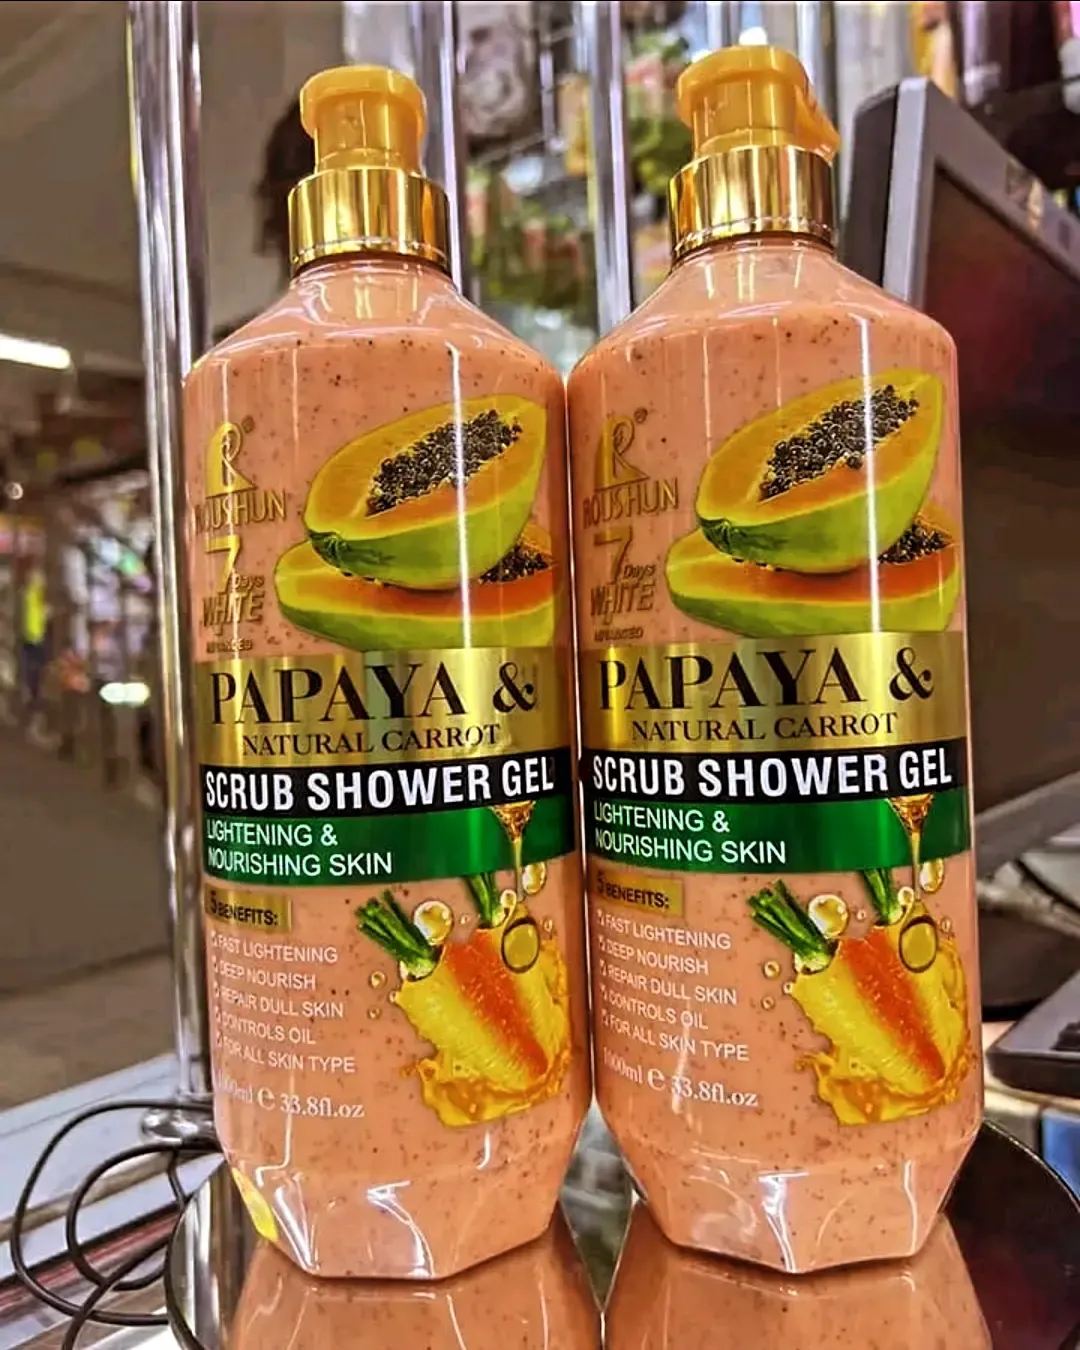 R®
ROUSHUN
7
Days
WHITE
ADVANCED
PAPAYA &
NATURAL CARROT
SCRUB SHOWER GEL
LIGHTENING &
NOURISHING SKIN
5 BENEFITS:
FAST LIGHTENING
DEEP NOURISH
REPAIR DULL SKIN
CONTROLS OIL
FOR ALL SKIN TYPE
1000ml e 33.8fl.oz
R®
ROUSHUN
7
Days
WHITE
ADVANCED
PAPAYA &
NATURAL CARROT
SCRUB SHOWER GEL
LIGHTENING &
NOURISHING SKIN
5 BENEFITS:
FAST LIGHTENING
DEEP NOURISH
REPAIR DULL SKIN
CONTROLS OIL
FOR ALL SKIN TYPE
1000ml e 33.8fl.oz